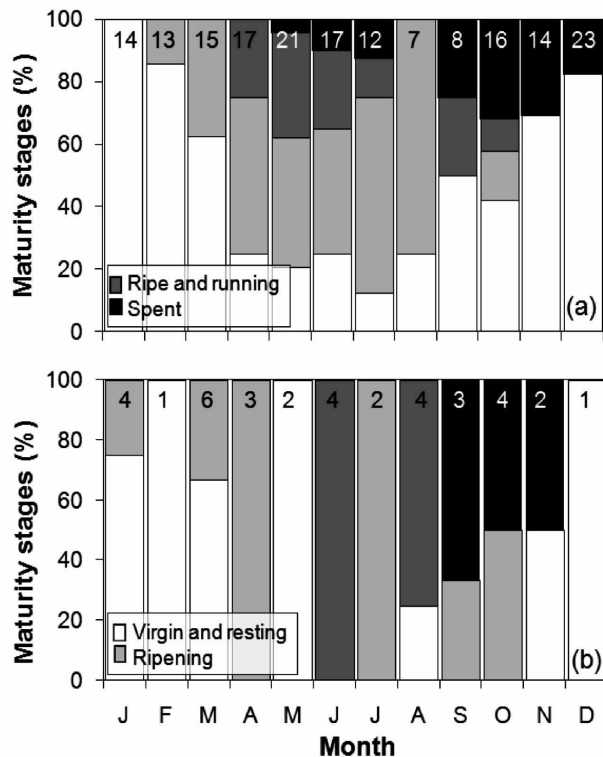 Maturity stages (%)
100
80
60
40
20
0
14 13 15 17 21 17 12 7 8 16 14 23
Ripe and running
Spent
(a)
Maturity stages (%)
100
80
60
40
20
0
4 1 6 3 2 4 2 4 3 4 2 1
Virgin and resting
Ripening
(b)
J F M A M J J A S O N D
Month